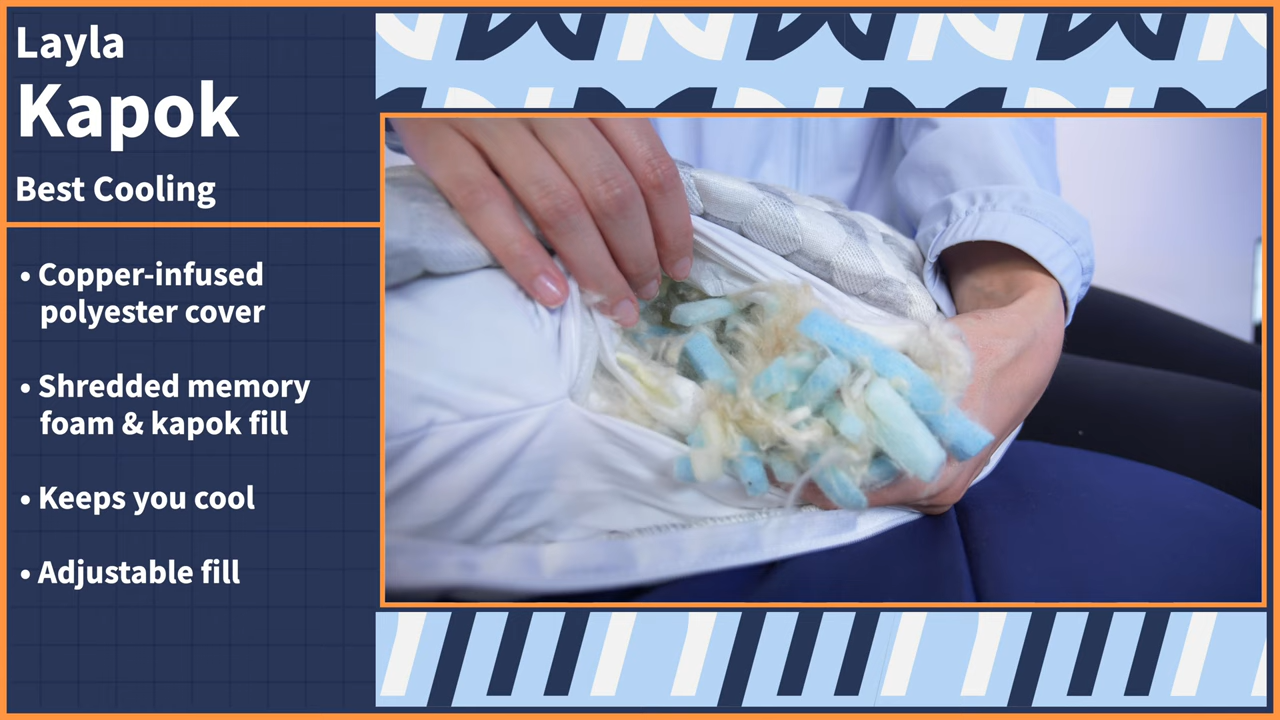 Layla
Kapok
Best Cooling
• Copper-infused
polyester cover
• Shredded memory
foam & kapok fill
• Keeps you cool
• Adjustable fill